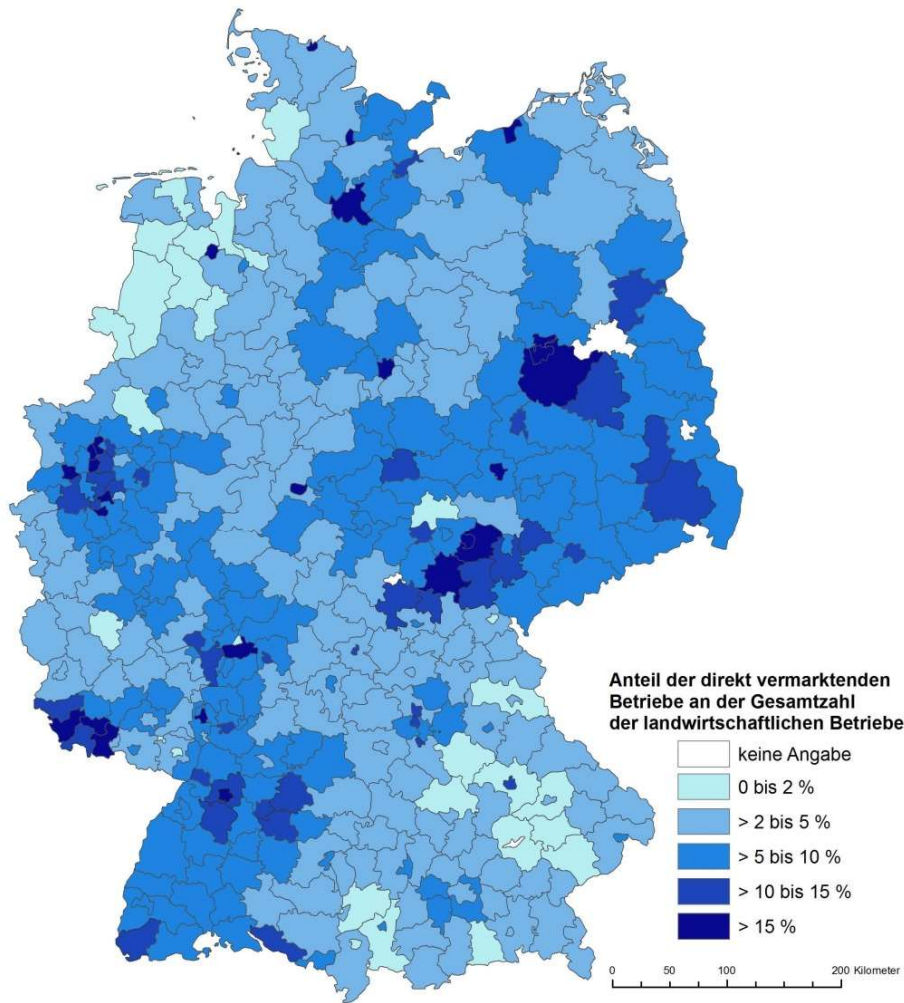 Anteil der direkt vermarktenden
Betriebe an der Gesamtzahl
der landwirtschaftlichen Betriebe
keine Angabe
0 bis 2 %
> 2 bis 5 %
> 5 bis 10 %
> 10 bis 15 %
> 15 %
0 50 100 200 Kilometer